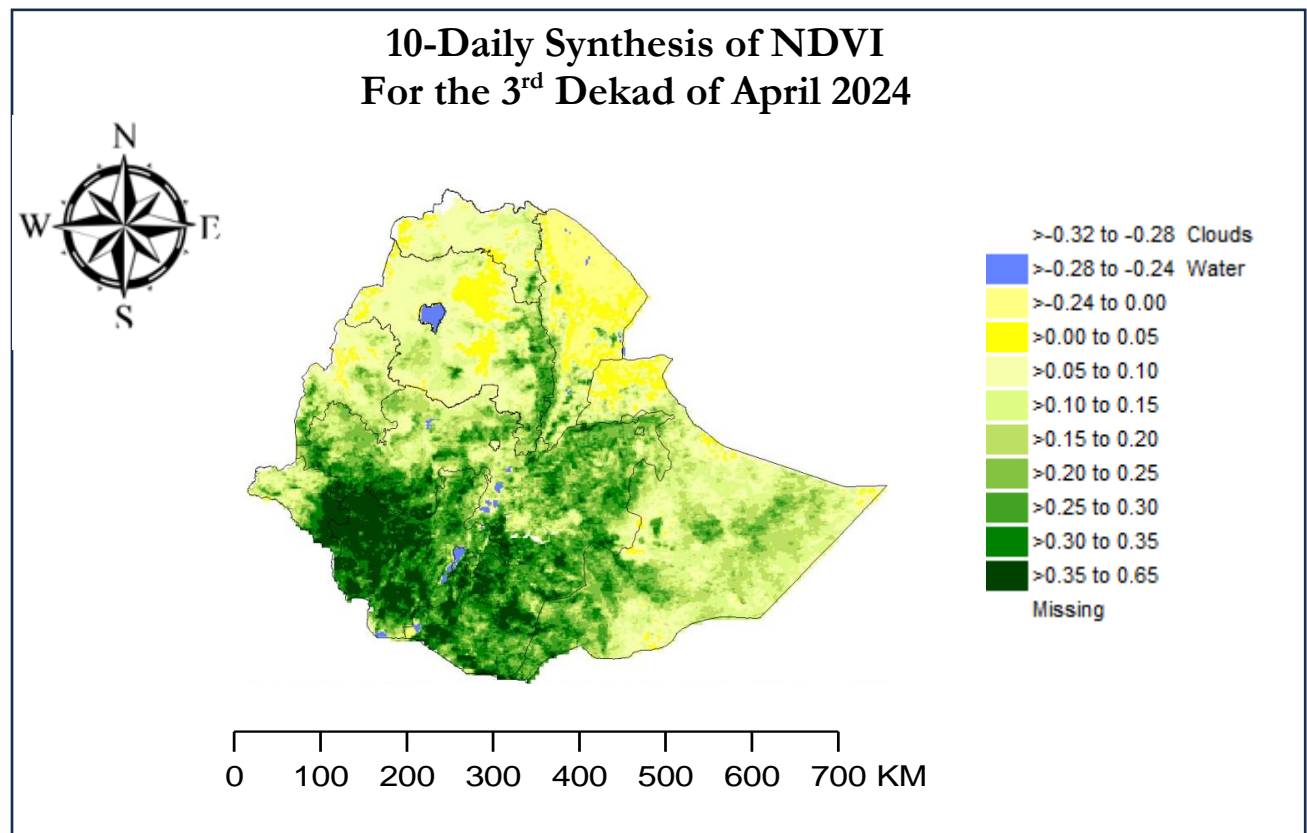 10-Daily Synthesis of NDVI
For the 3rd Dekad of April 2024
N
W E
S
>-0.32 to -0.28 Clouds
>-0.28 to -0.24 Water
>-0.24 to 0.00
>0.00 to 0.05
>0.05 to 0.10
>0.10 to 0.15
>0.15 to 0.20
>0.20 to 0.25
>0.25 to 0.30
>0.30 to 0.35
>0.35 to 0.65
Missing
0 100 200 300 400 500 600 700 KM